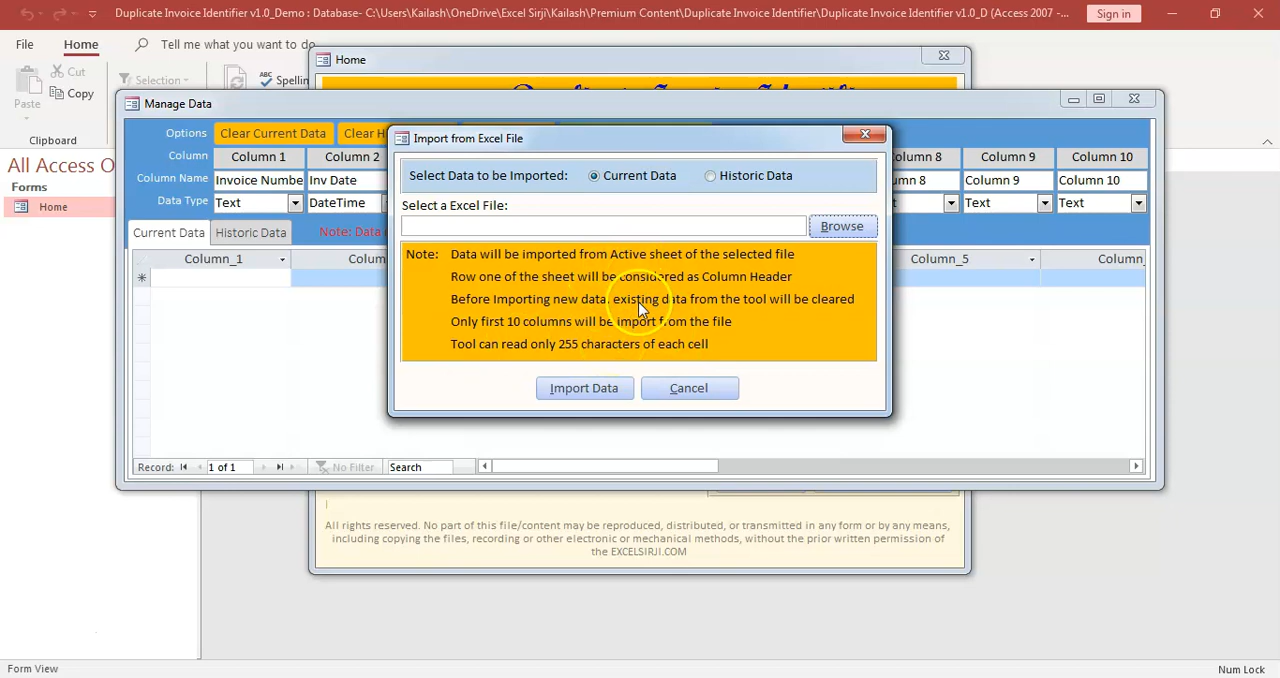 Duplicate Invoice Identifier v1.0_Demo : Database- C:\Users\Kailash\OneDrive\Excel Sirji\Kailash\Premium Content\Duplicate Invoice Identifier\Duplicate Invoice Identifier v1.0_D (Access 2007 -...
Sign in
File
Home
Tell me what you want to do
Paste
Cut
Copy
Clipboard
Selection
ABC
Spelling
Home
Manage Data
Options
Clear Current Data
Column
Column 1
Column 2
Column 9
Column 10
Column Name
Inv Date
Column 9
Column 10
Data Type
Text
DateTime
Text
Text
Current Data
Historic Data
Column_1
Column_5
Import from Excel File
Select Data to be Imported:
Current Data
Historic Data
Select a Excel File:
Browse
Note: Data will be imported from Active sheet of the selected file
Row one of the sheet will be considered as Column Header
Before Importing new data, existing data from the tool will be cleared
Only first 10 columns will be import from the file
Tool can read only 255 characters of each cell
Import Data
Cancel
Record:
1 of 1
No Filter
Search
All Access O
Forms
Home
All rights reserved. No part of this file/content may be reproduced, distributed, or transmitted in any form or by any means,
including copying the files, recording or other electronic or mechanical methods, without the prior written permission of
the EXCELSIRJI.COM
Form View
Num Lock